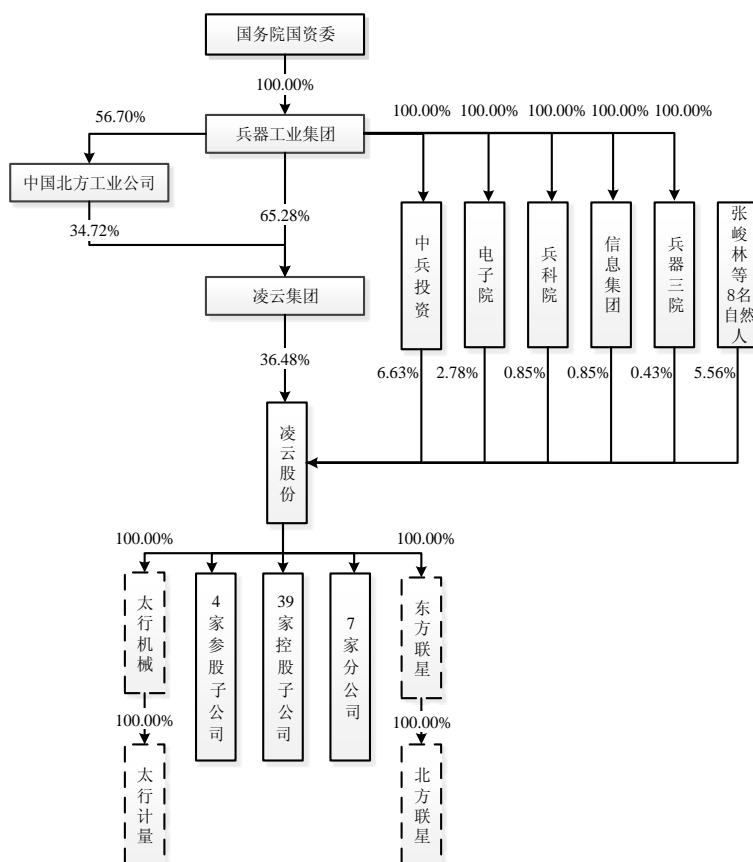 国务院国资委
100.00%
56.70%
兵器工业集团
100.00%
100.00%
100.00%
100.00%
100.00%
中国北方工业公司
34.72%
65.28%
凌云集团
中兵投资
电子院
兵科院
信息集团
兵器三院
张峻林等8名自然人
36.48%
6.63%
2.78%
0.85%
0.85%
0.43%
5.56%
凌云股份
100.00%
100.00%
太行机械
4家参股子公司
39家控股子公司
7家分公司
东方联星
100.00%
100.00%
太行计量
北方联星